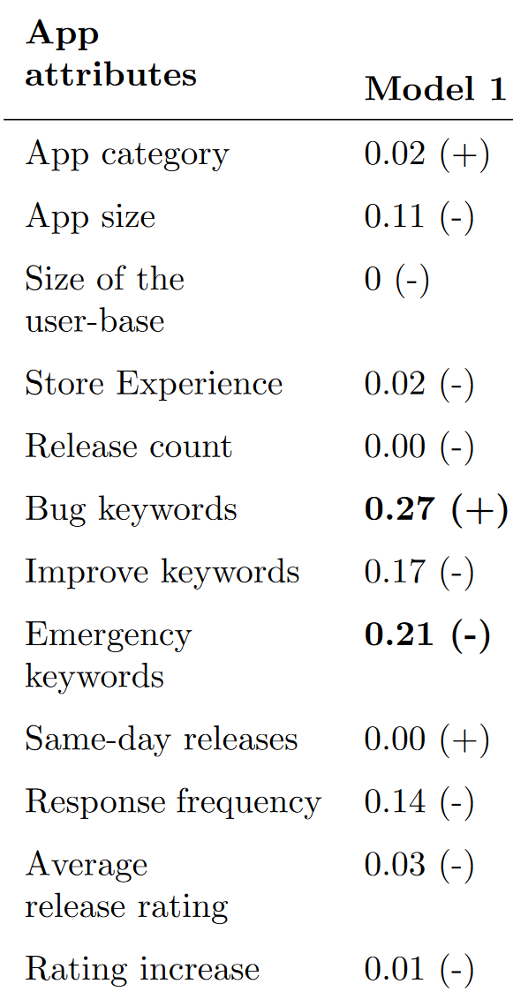 App
attributes
Model 1
App category 0.02 (+)
App size 0.11 (-)
Size of the 0 (-)
user-base
Store Experience 0.02 (-)
Release count 0.00 (-)
Bug keywords 0.27 (+)
Improve keywords 0.17 (-)
Emergency 0.21 (-)
keywords
Same-day releases 0.00 (+)
Response frequency 0.14 (-)
Average 0.03 (-)
release rating
Rating increase 0.01 (-)